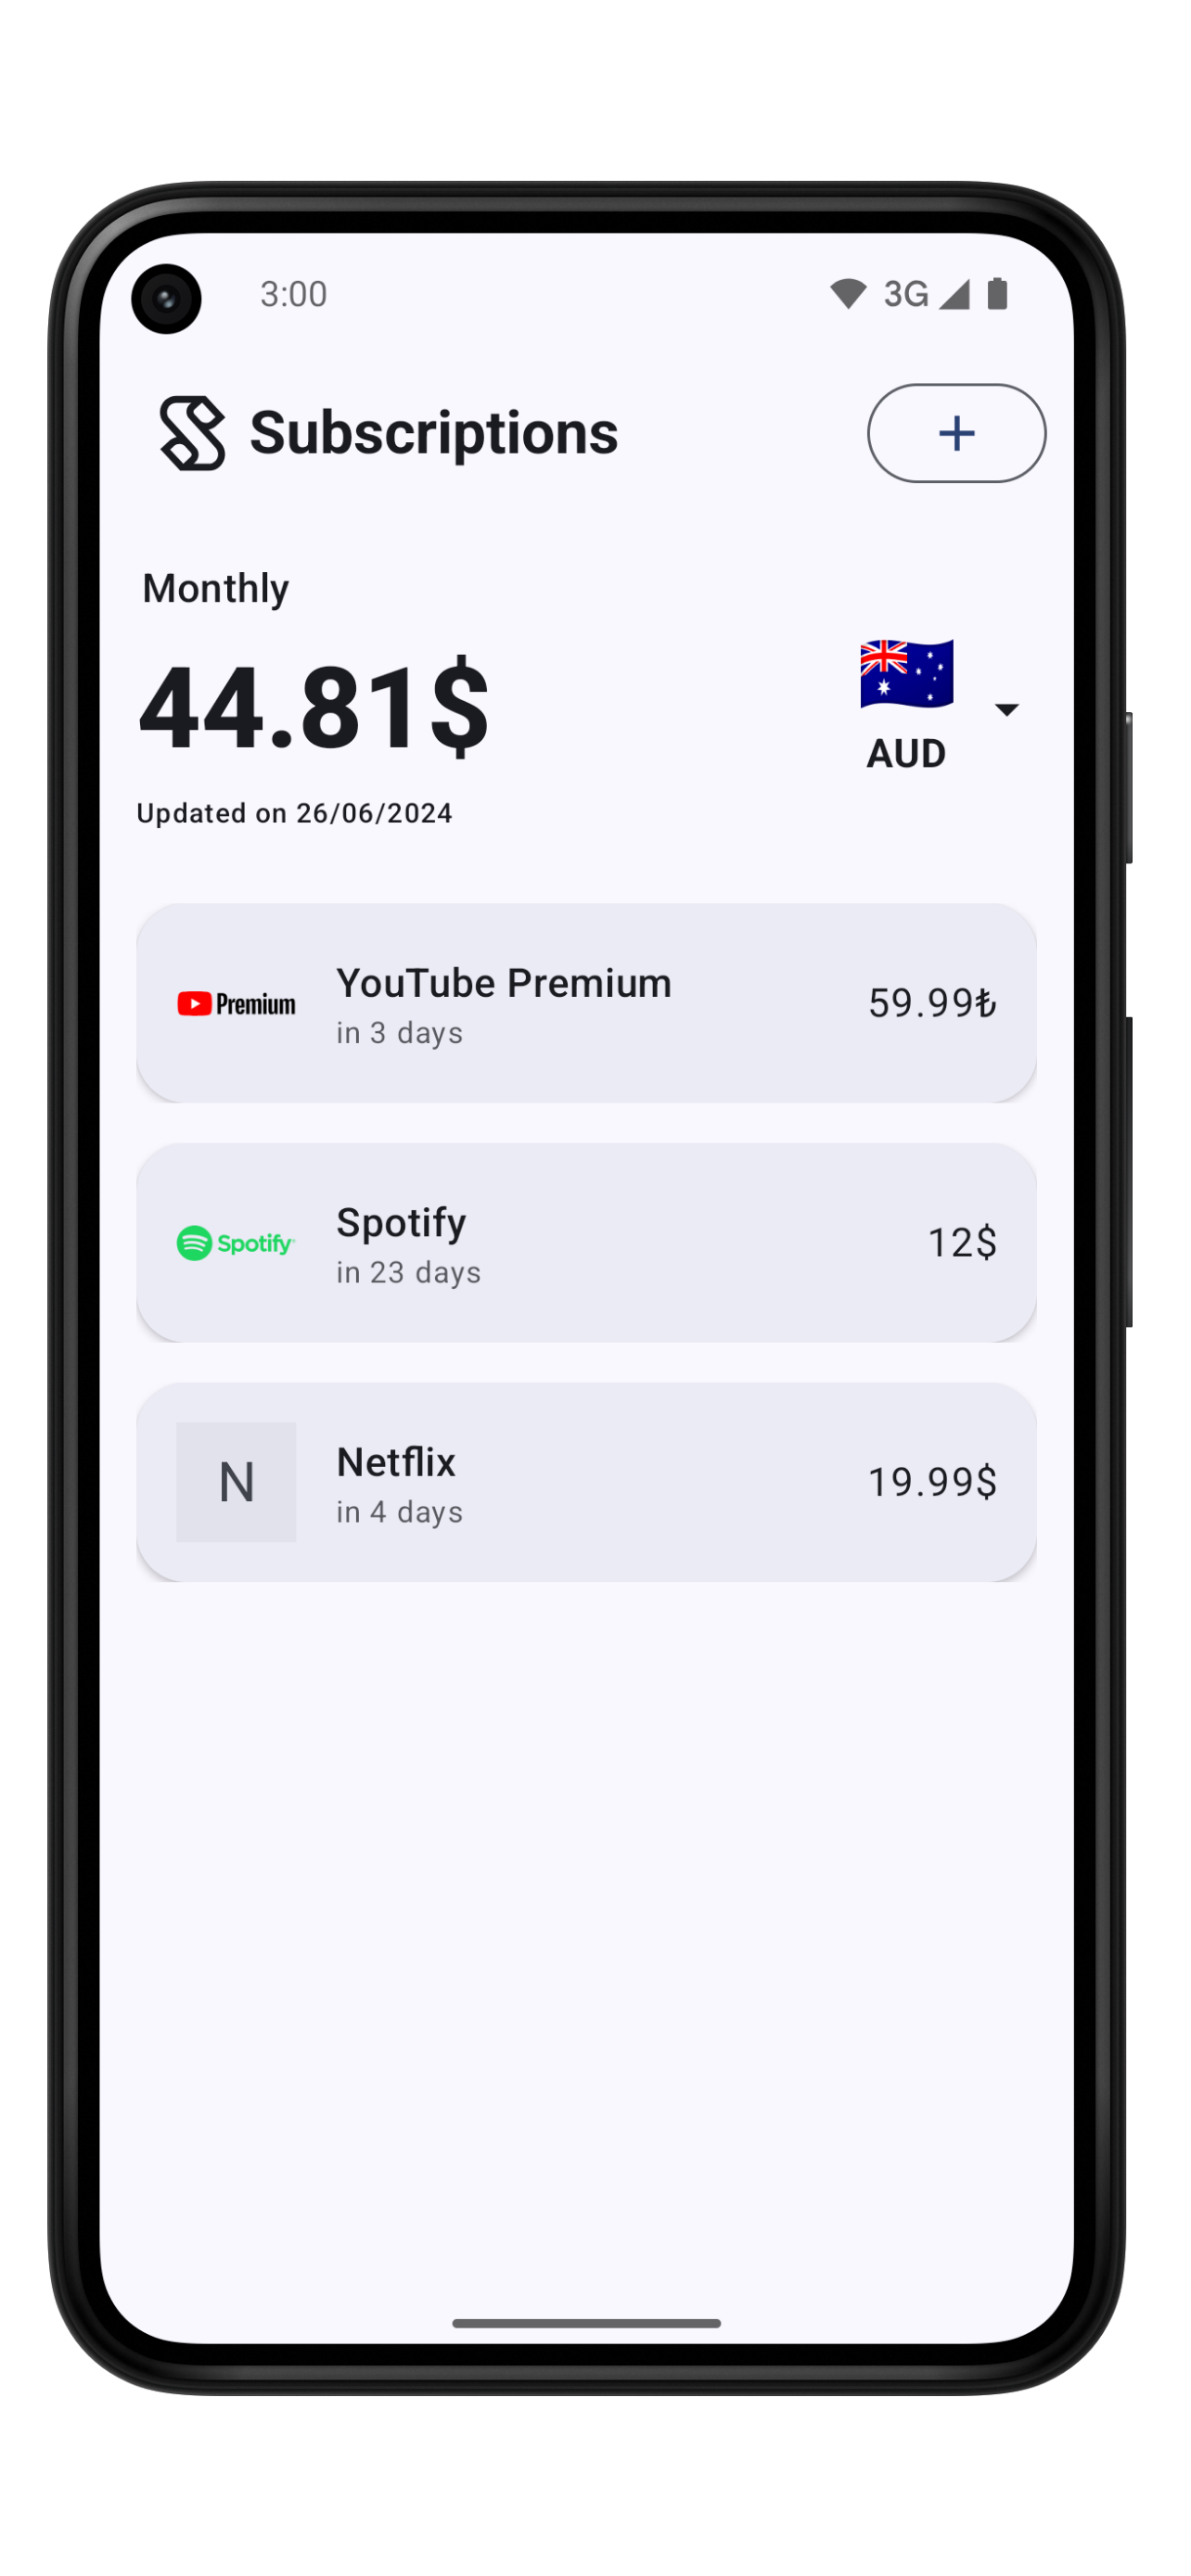 3:00
3G
Subscriptions
+
Monthly
44.81$
AUD
Updated on 26/06/2024
Premium
YouTube Premium
in 3 days
59.99₺
Spotify
Spotify
in 23 days
12$
N
Netflix
in 4 days
19.99$